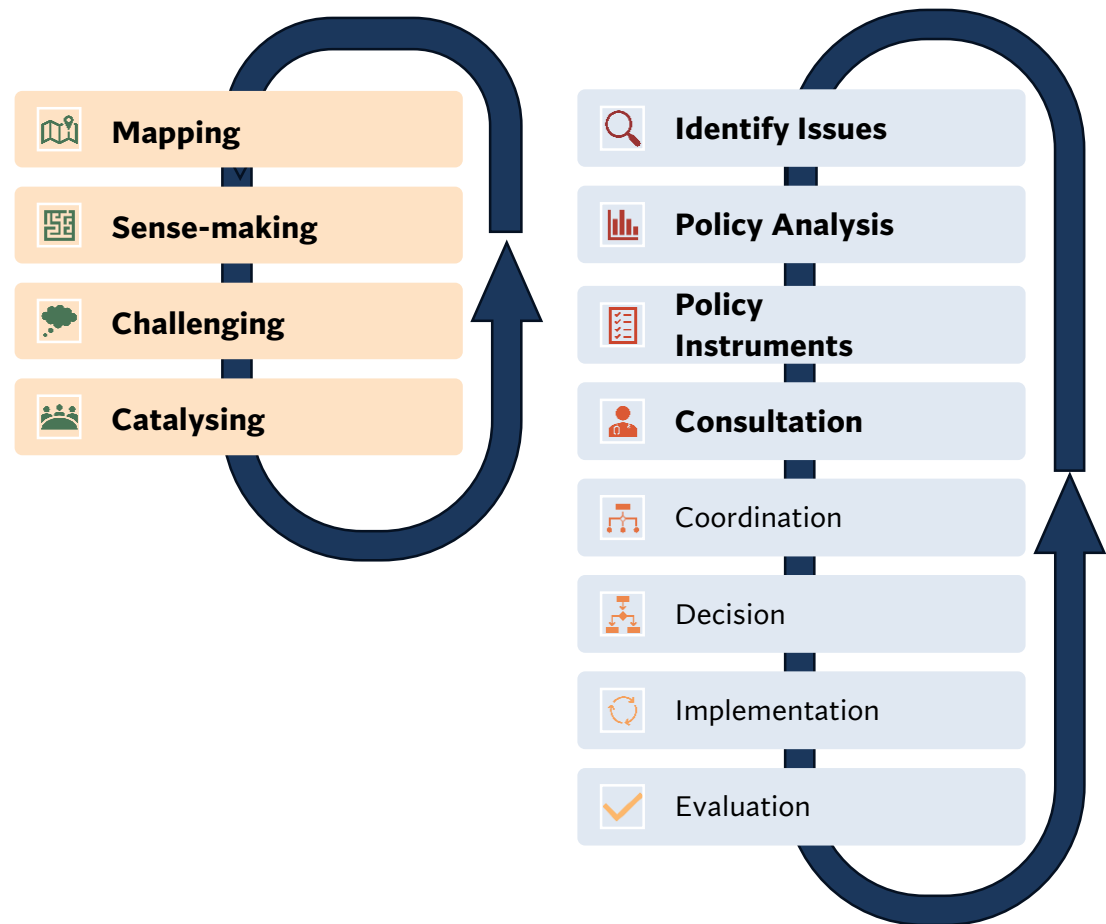 Mapping
Sense-making
Challenging
Catalysing
Identify Issues
Policy Analysis
Policy
Instruments
Consultation
Coordination
Decision
Implementation
Evaluation